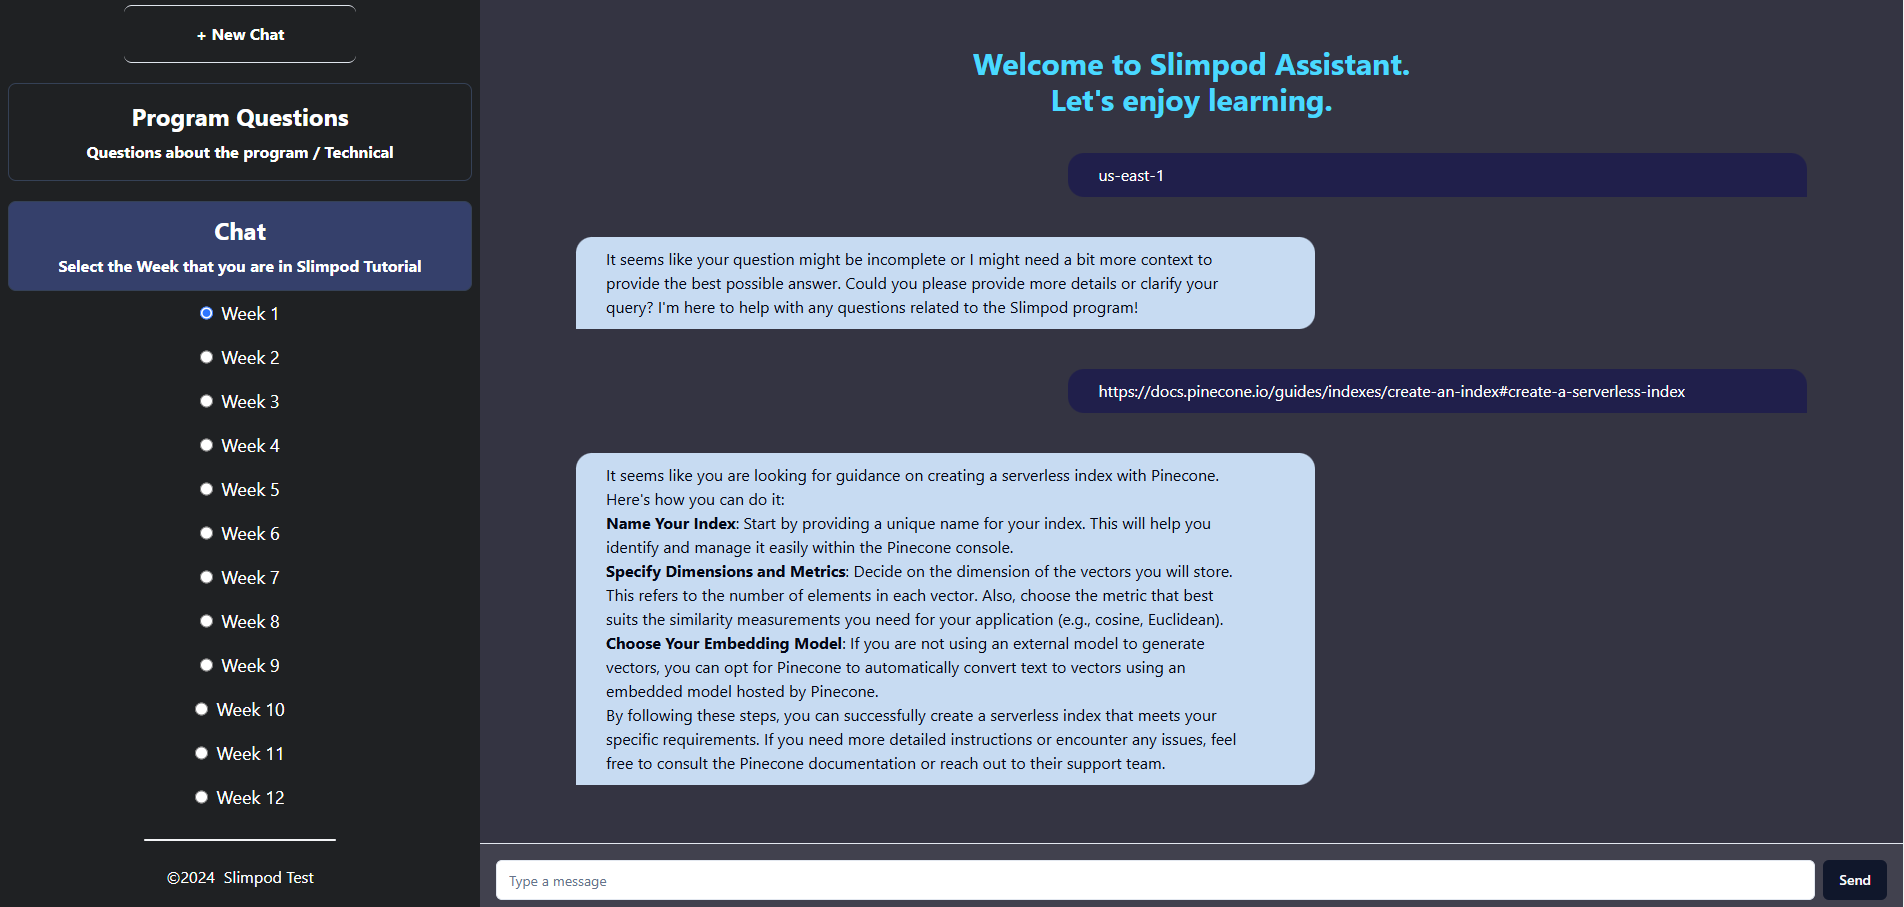 + New Chat
Program Questions
Questions about the program / Technical
Chat
Select the Week that you are in Slimpod Tutorial
Week 1
Week 2
Week 3
Week 4
Week 5
Week 6
Week 7
Week 8
Week 9
Week 10
Week 11
Week 12
©2024 Slimpod Test
Welcome to Slimpod Assistant.
Let's enjoy learning.
us-east-1
It seems like your question might be incomplete or I might need a bit more context to
provide the best possible answer. Could you please provide more details or clarify your
query? I'm here to help with any questions related to the Slimpod program!
https://docs.pinecone.io/guides/indexes/create-an-index#create-a-serverless-index
It seems like you are looking for guidance on creating a serverless index with Pinecone.
Here's how you can do it:
Name Your Index: Start by providing a unique name for your index. This will help you
identify and manage it easily within the Pinecone console.
Specify Dimensions and Metrics: Decide on the dimension of the vectors you will store.
This refers to the number of elements in each vector. Also, choose the metric that best
suits the similarity measurements you need for your application (e.g., cosine, Euclidean).
Choose Your Embedding Model: If you are not using an external model to generate
vectors, you can opt for Pinecone to automatically convert text to vectors using an
embedded model hosted by Pinecone.
By following these steps, you can successfully create a serverless index that meets your
specific requirements. If you need more detailed instructions or encounter any issues, feel
free to consult the Pinecone documentation or reach out to their support team.
Type a message
Send